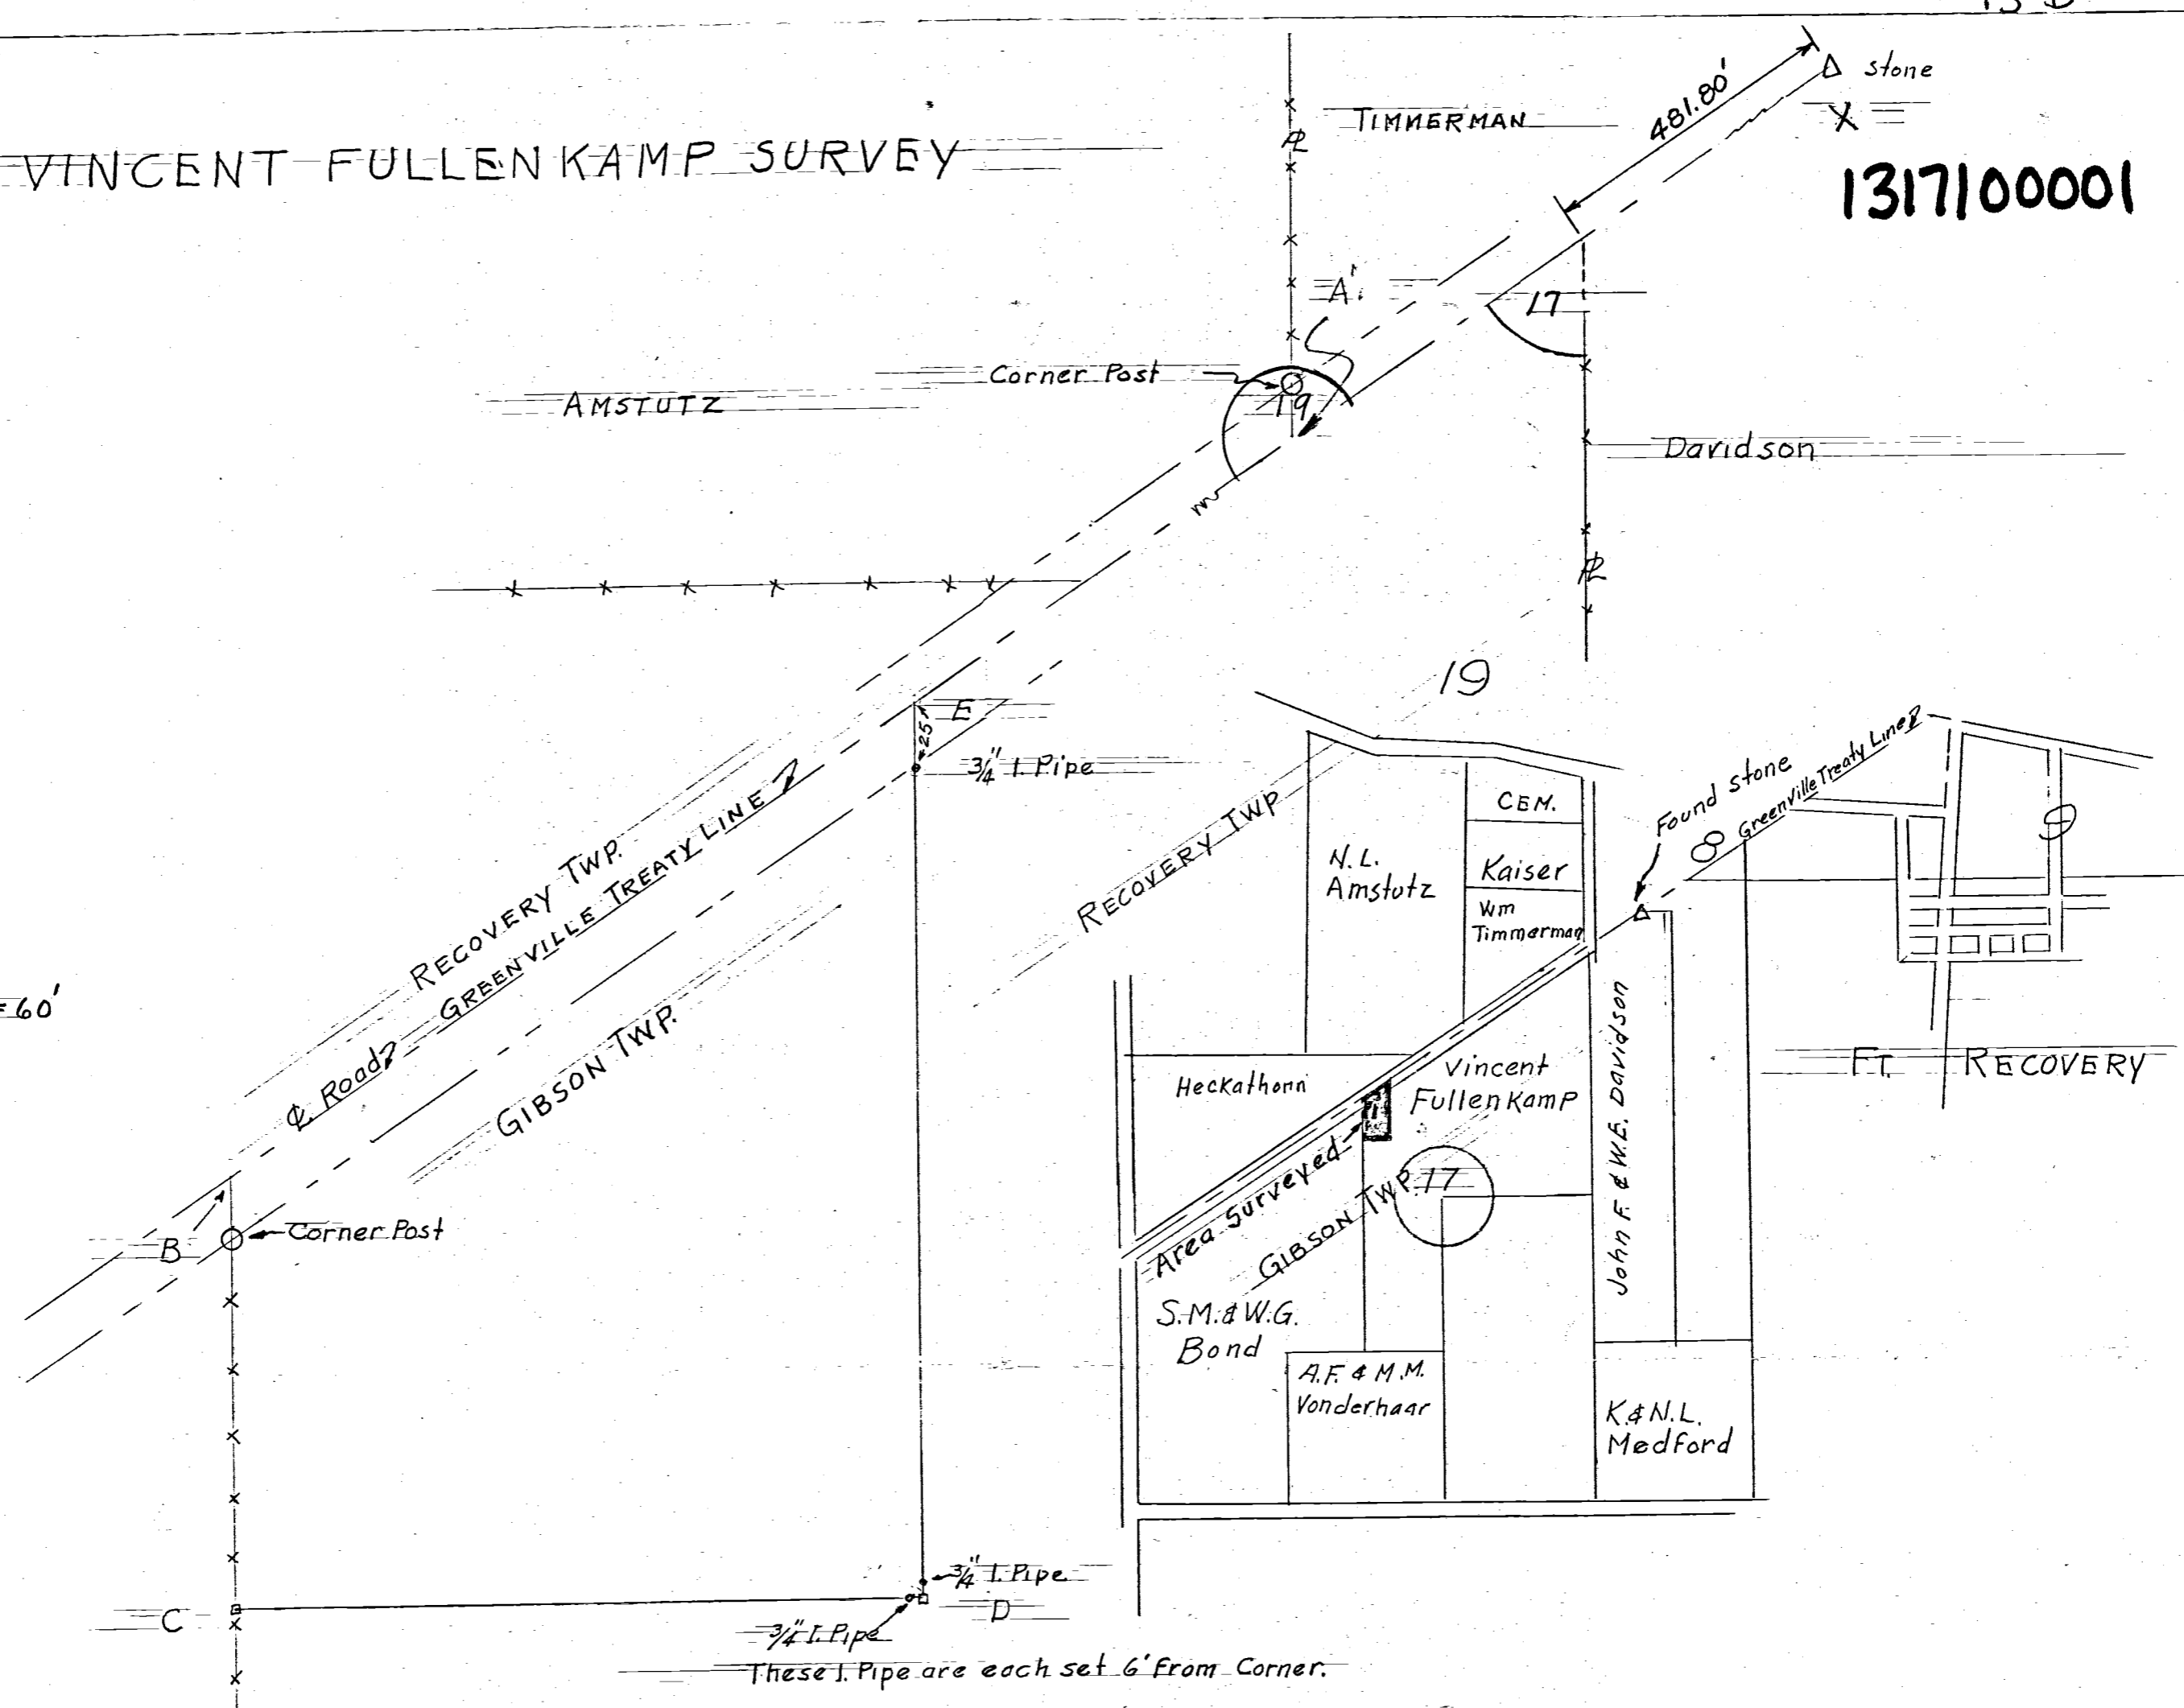 VINCENT FULLENKAMP SURVEY
TIMMERMAN
481.80'
stone
X
1317100001
PL
A'
17
Corner Post
19
AMSTUTZ
Davidson
PL
E
25'
3/4" I. Pipe
RECOVERY TWP.
GREENVILLE TREATY LINE
℄ Road
GIBSON TWP.
=60'
B
Corner Post
C
D
3/4" I. Pipe
3/4" I. Pipe
These I. Pipe are each set 6' From Corner.
19
RECOVERY TWP
N.L.
Amstutz
CEM.
Kaiser
Wm
Timmerman
Found stone
8
Greenville Treaty Line
9
Heckathorn
Vincent
FullenKamp
John F. & W.E. Davidson
FT. RECOVERY
Area Surveyed
GIBSON TWP.
17
S.M. & W.G.
Bond
A.F. & M.M.
Vonderhaar
K. & N.L.
Medford